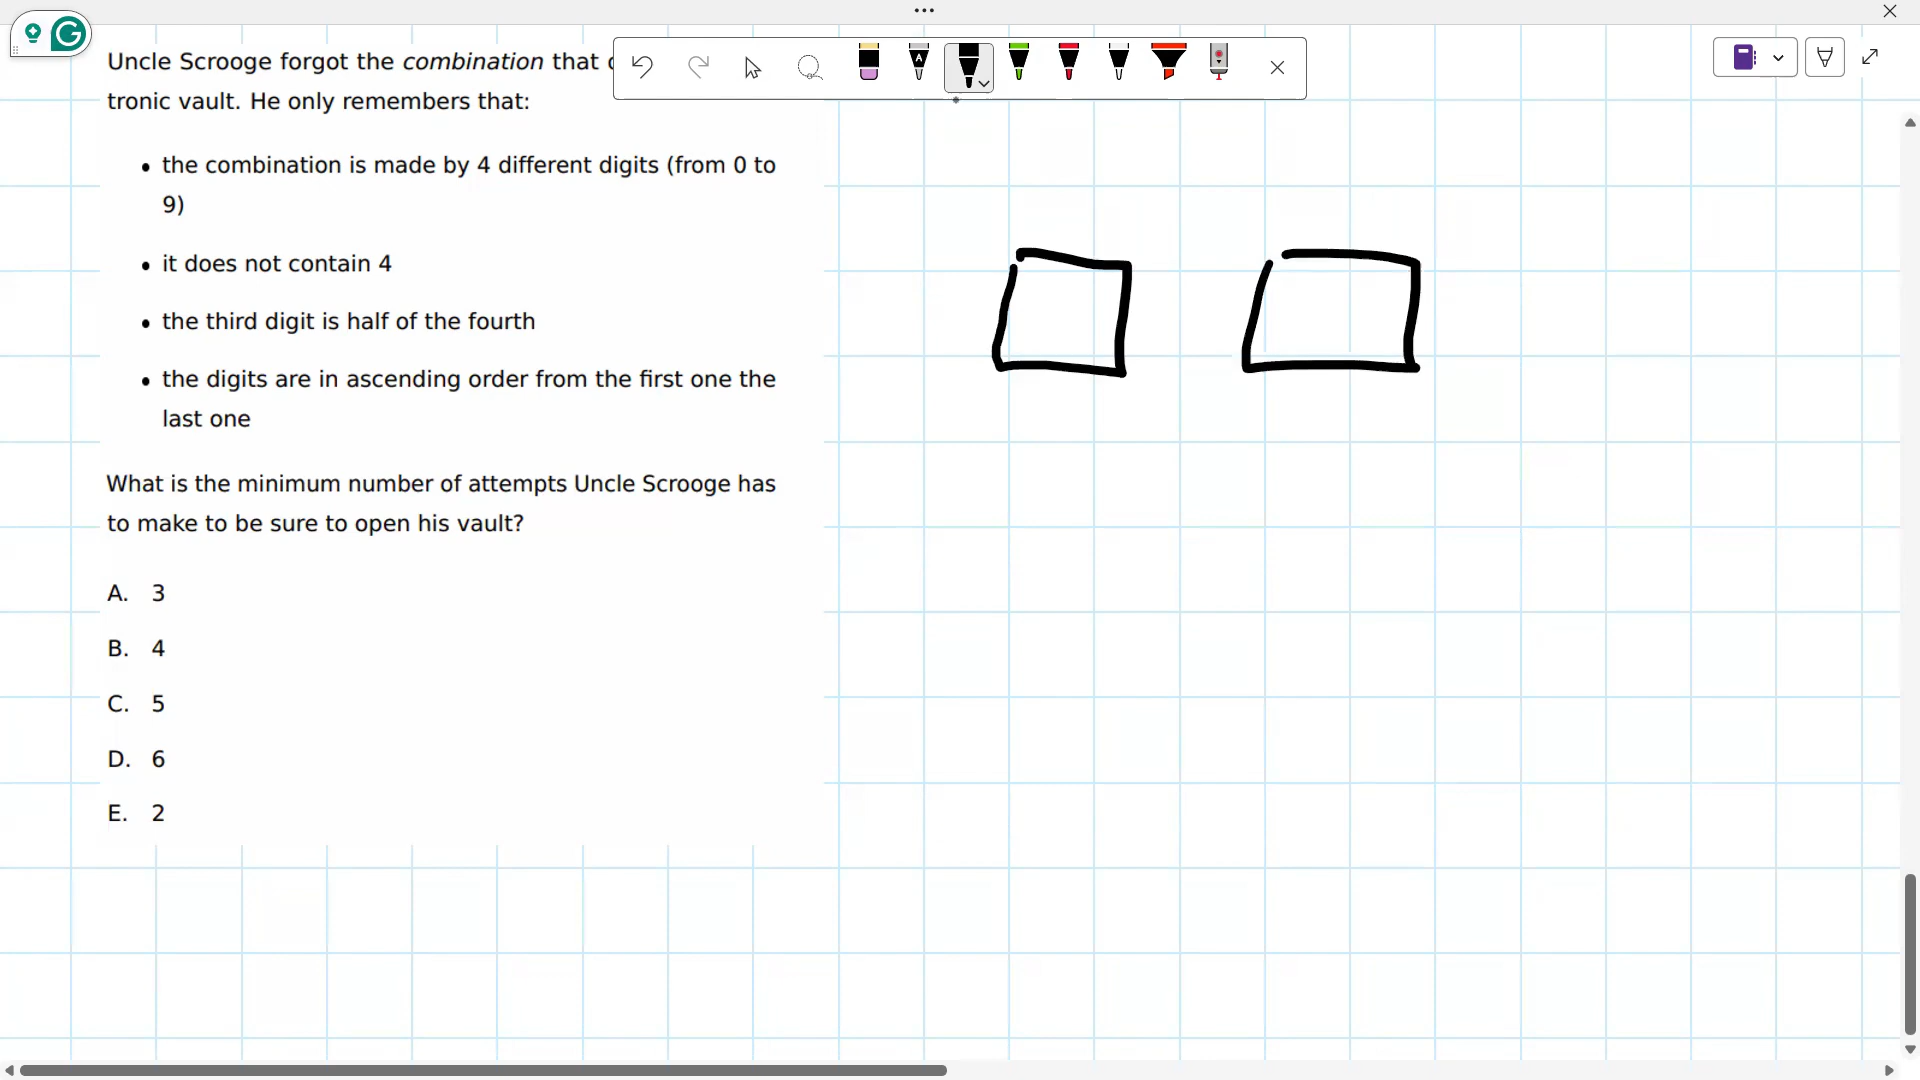 Uncle Scrooge forgot the combination that
tronic vault. He only remembers that:
• the combination is made by 4 different digits (from 0 to
9)
• it does not contain 4
• the third digit is half of the fourth
• the digits are in ascending order from the first one the
last one
What is the minimum number of attempts Uncle Scrooge has
to make to be sure to open his vault?
A. 3
B. 4
C. 5
D. 6
E. 2